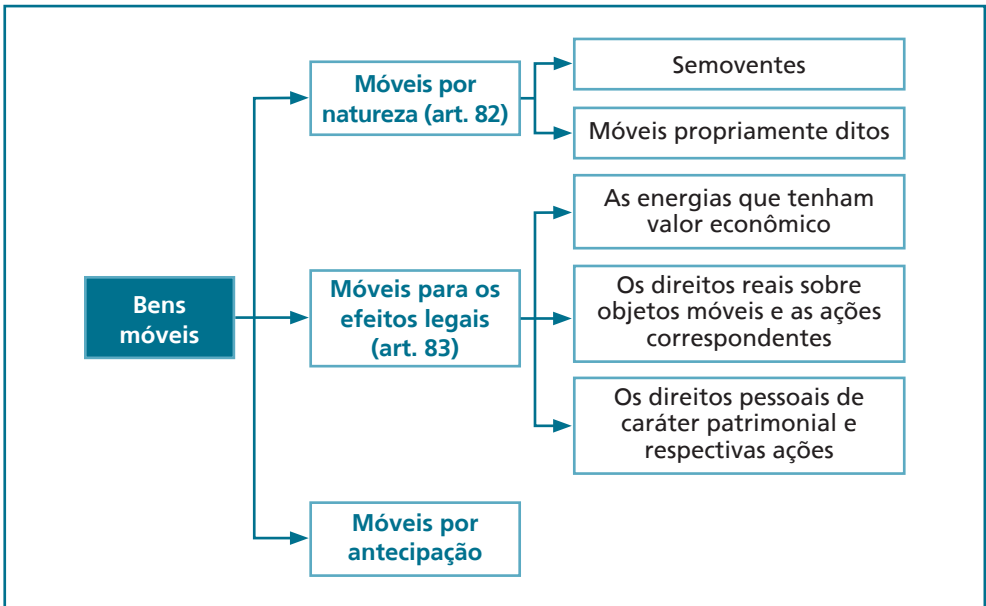 Bens
móveis
Móveis por
natureza (art. 82)
Semoventes
Móveis propriamente ditos
Móveis para os
efeitos legais
(art. 83)
As energias que tenham
valor econômico
Os direitos reais sobre
objetos móveis e as ações
correspondentes
Os direitos pessoais de
caráter patrimonial e
respectivas ações
Móveis por
antecipação